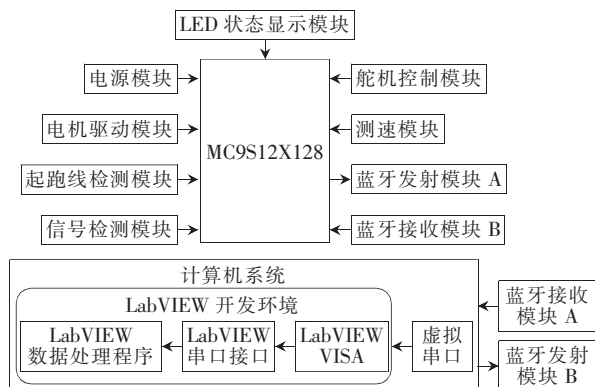 LED 状态显示模块
电源模块
舵机控制模块
电机驱动模块
测速模块
MC9S12X128
起跑线检测模块
蓝牙发射模块 A
信号检测模块
蓝牙接收模块 B
计算机系统
LabVIEW 开发环境
LabVIEW
数据处理程序
LabVIEW
串口接口
LabVIEW
VISA
虚拟
串口
蓝牙接收
模块 A
蓝牙发射
模块 B